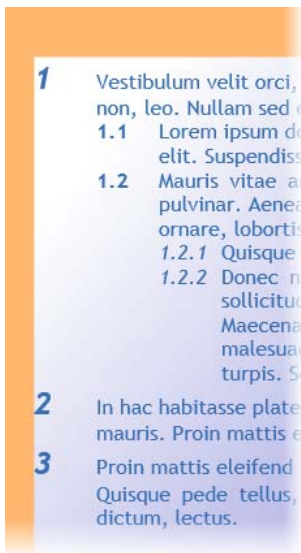 1 Vestibulum velit orci,
non, leo. Nullam sed
1.1 Lorem ipsum do
elit. Suspendiss
1.2 Mauris vitae a
pulvinar. Aenea
ornare, lobortis
1.2.1 Quisque
1.2.2 Donec n
sollicitud
Maecena
malesuad
turpis. S
2 In hac habitasse plate
mauris. Proin mattis e
3 Proin mattis eleifend
Quisque pede tellus,
dictum, lectus.